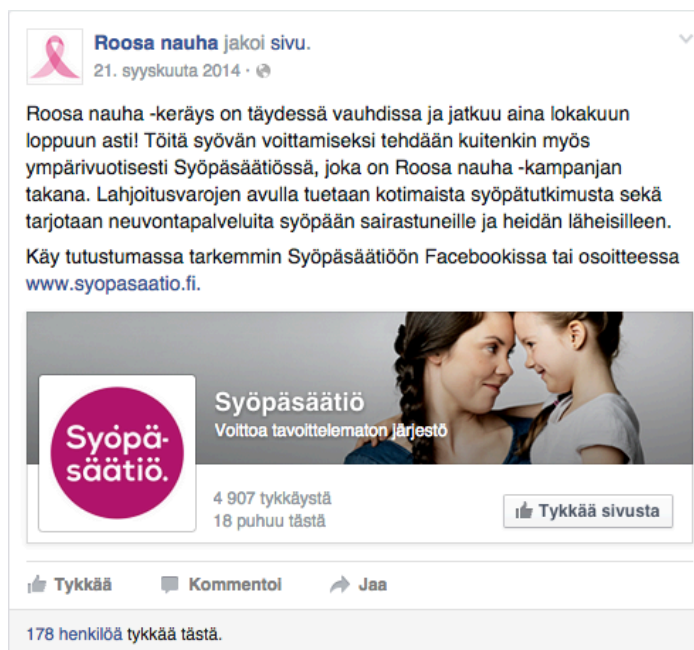 Roosa nauha jakoi sivu.
21. syyskuuta 2014 ·
Roosa nauha -keräys on täydessä vauhdissa ja jatkuu aina lokakuun
loppuun asti! Töitä syövän voittamiseksi tehdään kuitenkin myös
ympärivuotisesti Syöpäsäätiössä, joka on Roosa nauha -kampanjan
takana. Lahjoitusvarojen avulla tuetaan kotimaista syöpätutkimusta sekä
tarjotaan neuvontapalveluita syöpään sairastuneille ja heidän läheisilleen.
Käy tutustumassa tarkemmin Syöpäsäätiöön Facebookissa tai osoitteessa
www.syopasaatio.fi.
Syöpä-
säätiö.
Syöpäsäätiö
Voittoa tavoittelematon järjestö
4 907 tykkäystä
18 puhuu tästä
Tykkää sivusta
Tykkää Kommentoi Jaa
178 henkilöä tykkää tästä.